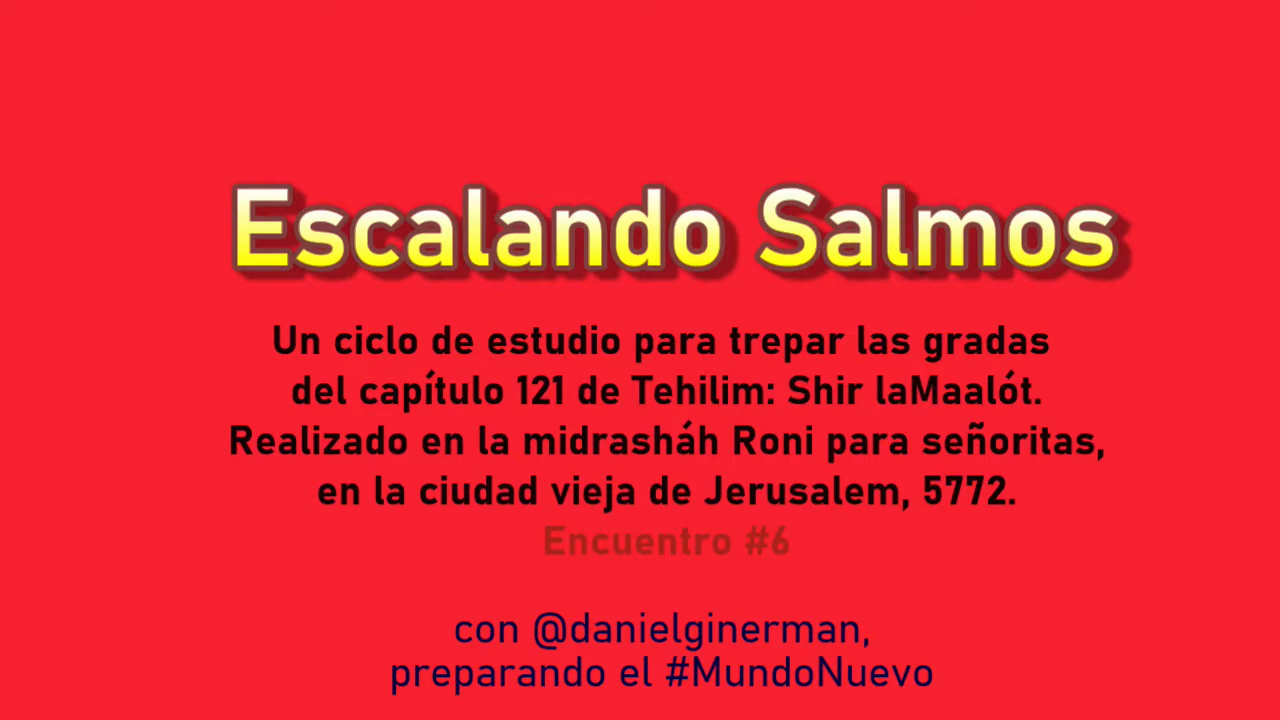 Escalando Salmos
Un ciclo de estudio para trepar las gradas
del capítulo 121 de Tehilim: Shir laMaalót.
Realizado en la midrasháh Roni para señoritas,
en la ciudad vieja de Jerusalem, 5772.
Encuentro #6
con @danielginerman,
preparando el #MundoNuevo